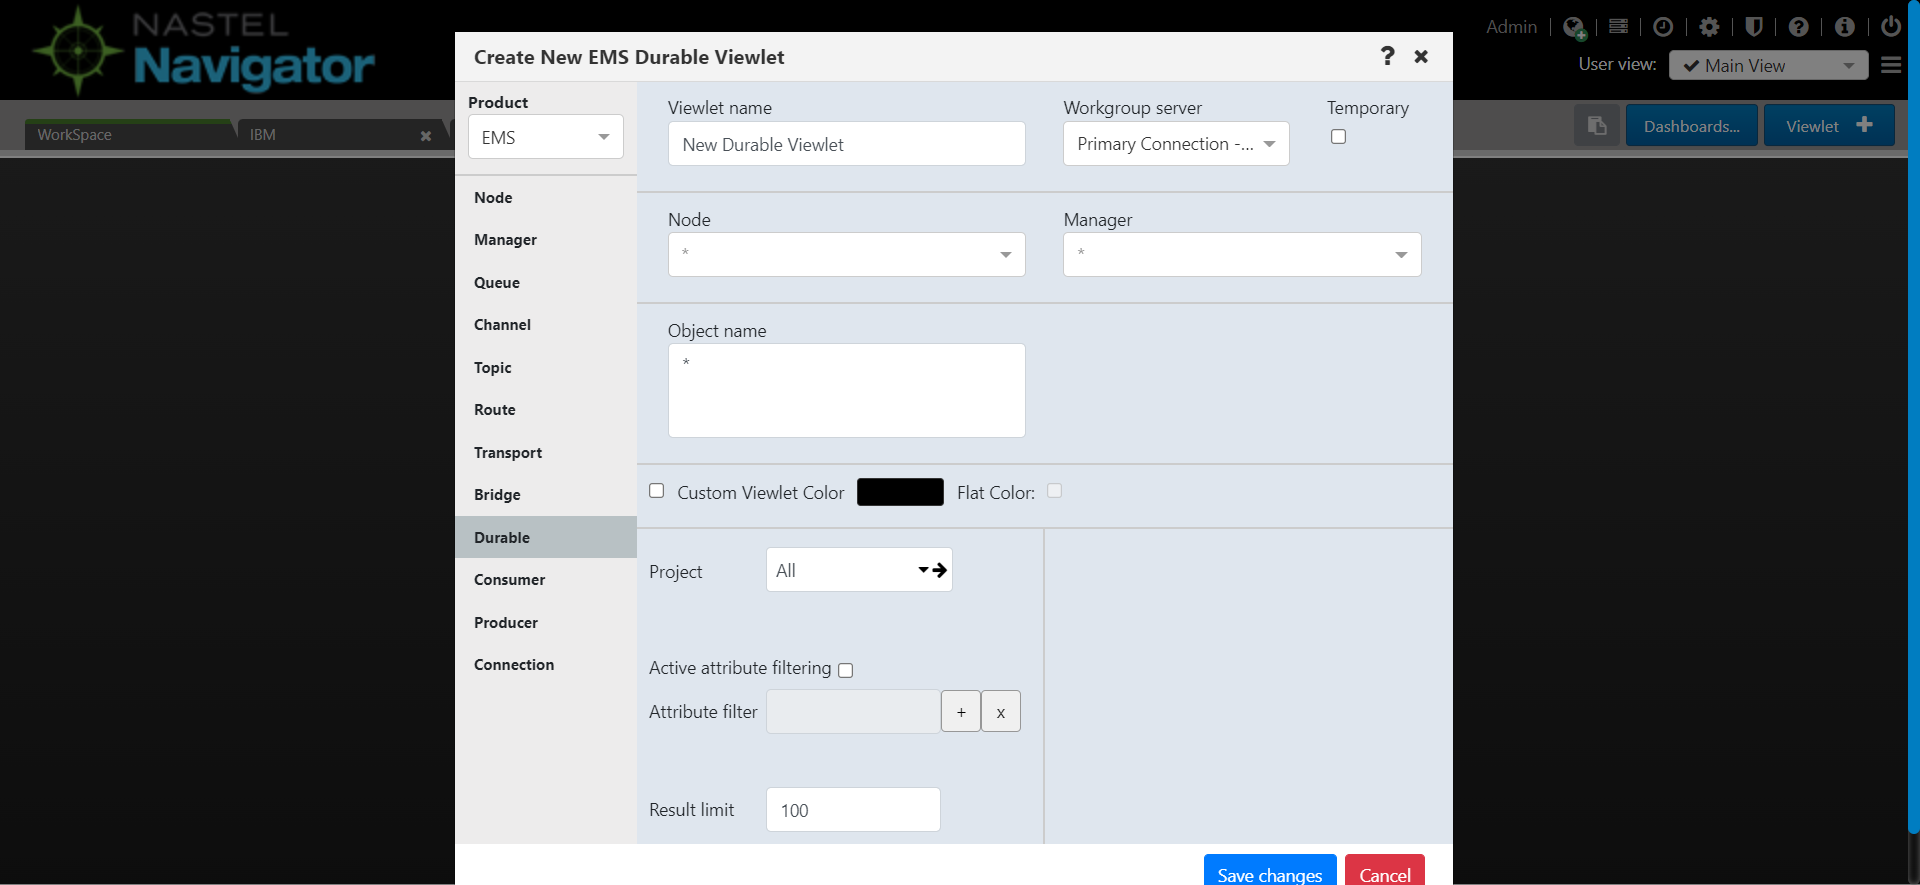 NASTEL
Navigator
Admin
User view:
Main View
WorkSpace
IBM
Dashboards...
Viewlet
Create New EMS Durable Viewlet
Product
EMS
Node
Manager
Queue
Channel
Topic
Route
Transport
Bridge
Durable
Consumer
Producer
Connection
Viewlet name
Workgroup server
Temporary
New Durable Viewlet
Primary Connection -...
Node
Manager
*
*
Object name
*
Custom Viewlet Color
Flat Color:
Project
All
Active attribute filtering
Attribute filter
+
x
Result limit
100
Save changes
Cancel